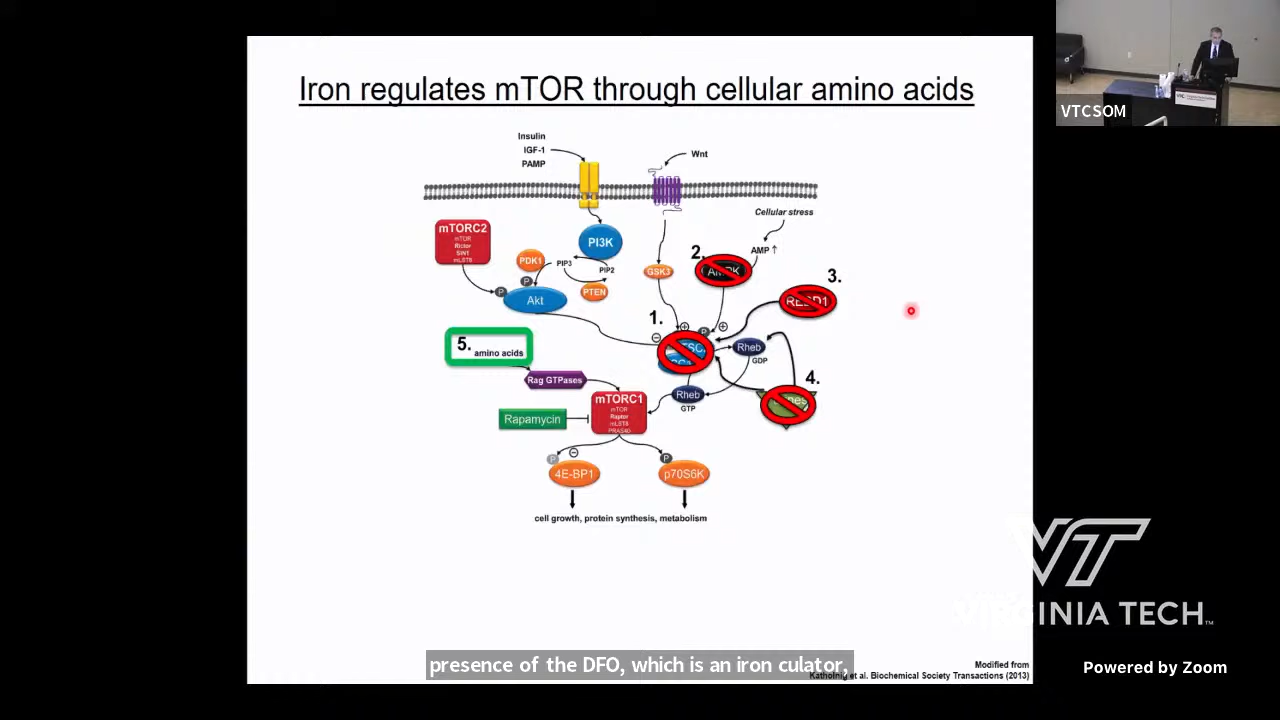 Iron regulates mTOR through cellular amino acids
Insulin
IGF-1
PAMP
Wnt
Cellular stress
AMP ↑
mTORC2
mTOR
Rictor
SIN1
mLST8
PI3K
PDK1
PIP3
PIP2
PTEN
GSK3
2.
3.
P
P
Akt
1.
P
Rheb
GDP
5. amino acids
Rag GTPases
4.
Rheb
GTP
mTORC1
mTOR
Raptor
mLST8
PRAS40
Rapamycin
P
P
4E-BP1
p70S6K
cell growth, protein synthesis, metabolism
VTCSOM
VT
VIRGINIA TECH™
presence of the DFO, which is an iron culator,
Modified from
Katholnig et al. Biochemical Society Transactions (2013)
Powered by Zoom